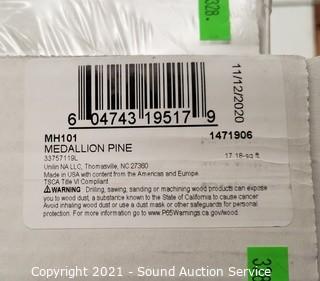 328.
11/12/2020
6 04743 19517 9
MH101 1471906
MEDALLION PINE
33757119L 17.18-sq ft
Unilin NA LLC, Thomasville, NC 27360
Made in USA with content from the Americas and Europe
TSCA Title VI Compliant
WARNING Drilling, sawing, sanding or machining wood products can expose
you to wood dust, a substance known to the State of California to cause cancer.
Avoid inhaling wood dust or use a dust mask or other safeguards for personal
protection. For more information go to www.P65Warnings.ca.gov/wood.
Copyright 2021 - Sound Auction Service